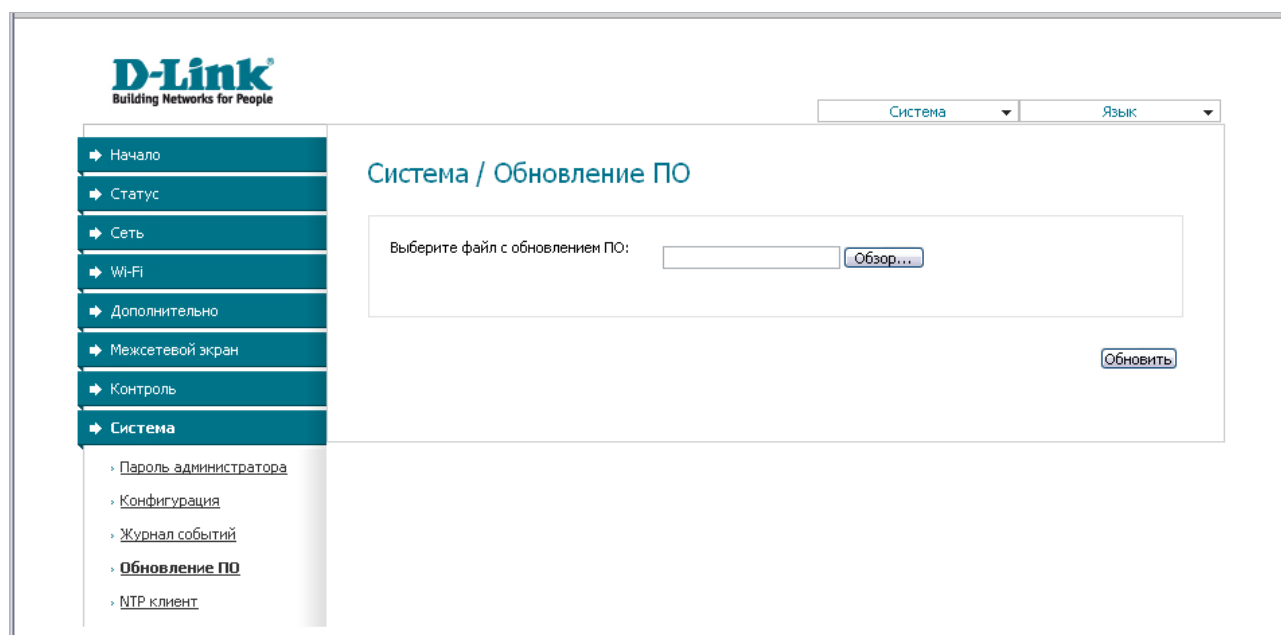 D-Link
Building Networks for People
Система
Язык
Начало
Статус
Сеть
Wi-Fi
Дополнительно
Межсетевой экран
Контроль
Система
Пароль администратора
Конфигурация
Журнал событий
Обновление ПО
NTP клиент
Система / Обновление ПО
Выберите файл с обновлением ПО:
Обзор...
Обновить